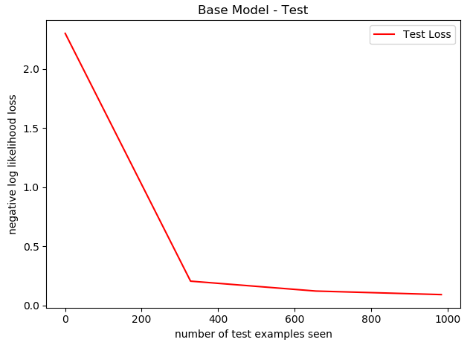 Base Model - Test
Test Loss
negative log likelihood loss
2.0
1.5
1.0
0.5
0.0
0 200 400 600 800 1000
number of test examples seen